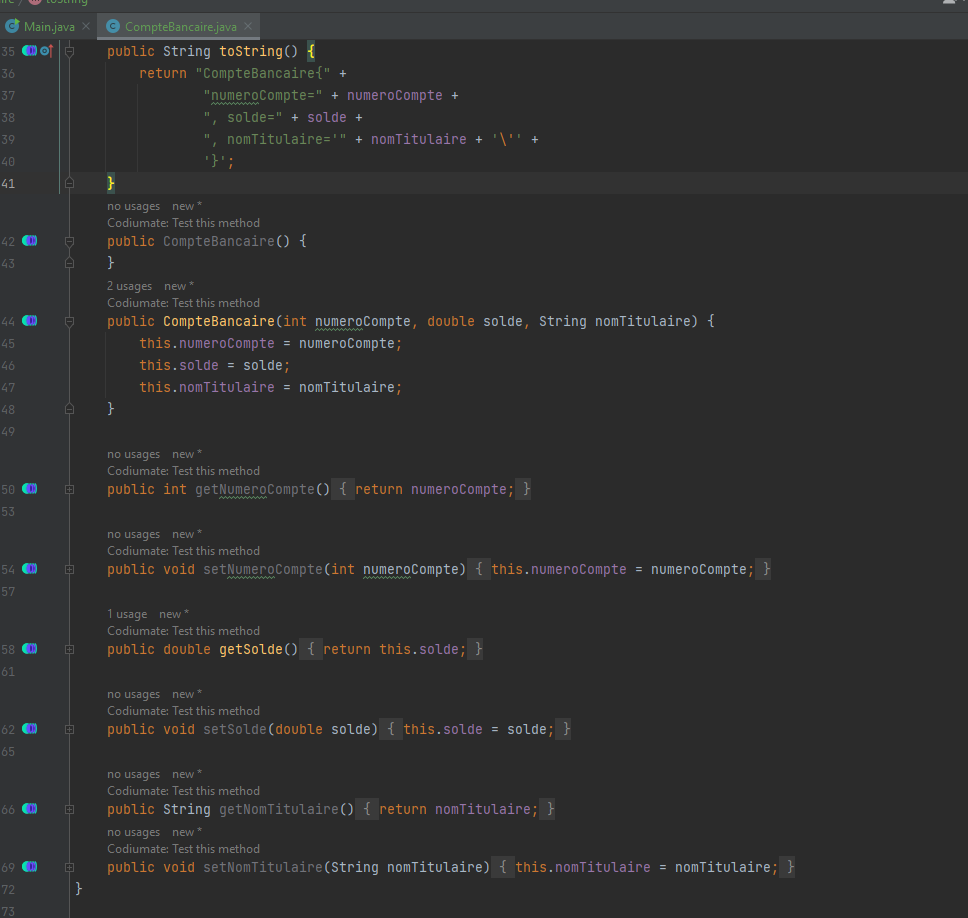 toString
Main.java
CompteBancaire.java
35 public String toString() {
36 return "CompteBancaire{" +
37 "numeroCompte=" + numeroCompte +
38 ", solde=" + solde +
39 ", nomTitulaire='" + nomTitulaire + '\'' +
40 '}';
41 }
no usages new *
Codiumate: Test this method
42 public CompteBancaire() {
43 }
2 usages new *
Codiumate: Test this method
44 public CompteBancaire(int numeroCompte, double solde, String nomTitulaire) {
45 this.numeroCompte = numeroCompte;
46 this.solde = solde;
47 this.nomTitulaire = nomTitulaire;
48 }
49
no usages new *
Codiumate: Test this method
50 public int getNumeroCompte() { return numeroCompte; }
53
no usages new *
Codiumate: Test this method
54 public void setNumeroCompte(int numeroCompte) { this.numeroCompte = numeroCompte; }
57
1 usage new *
Codiumate: Test this method
58 public double getSolde() { return this.solde; }
61
no usages new *
Codiumate: Test this method
62 public void setSolde(double solde) { this.solde = solde; }
65
no usages new *
Codiumate: Test this method
66 public String getNomTitulaire() { return nomTitulaire; }
no usages new *
Codiumate: Test this method
69 public void setNomTitulaire(String nomTitulaire) { this.nomTitulaire = nomTitulaire; }
72 }
73